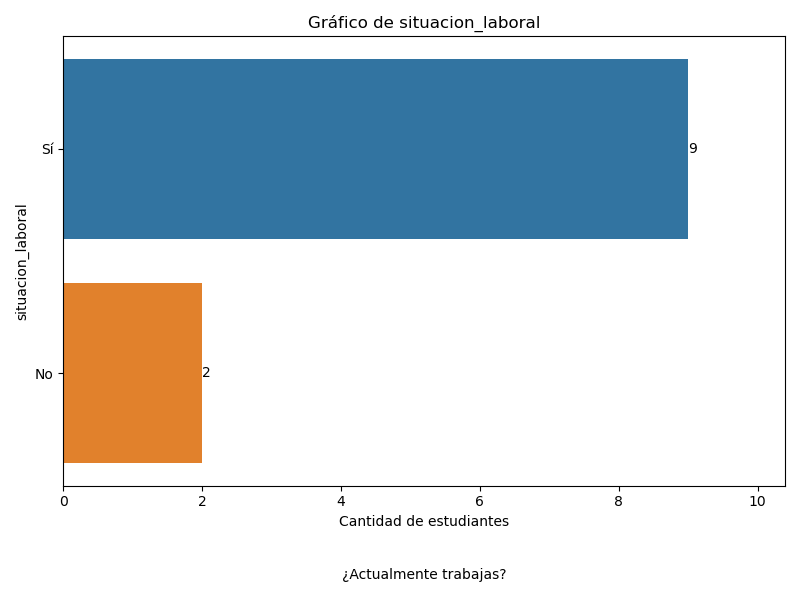 Gráfico de situacion_laboral
situacion_laboral
Sí
9
No
2
0 2 4 6 8 10
Cantidad de estudiantes
¿Actualmente trabajas?